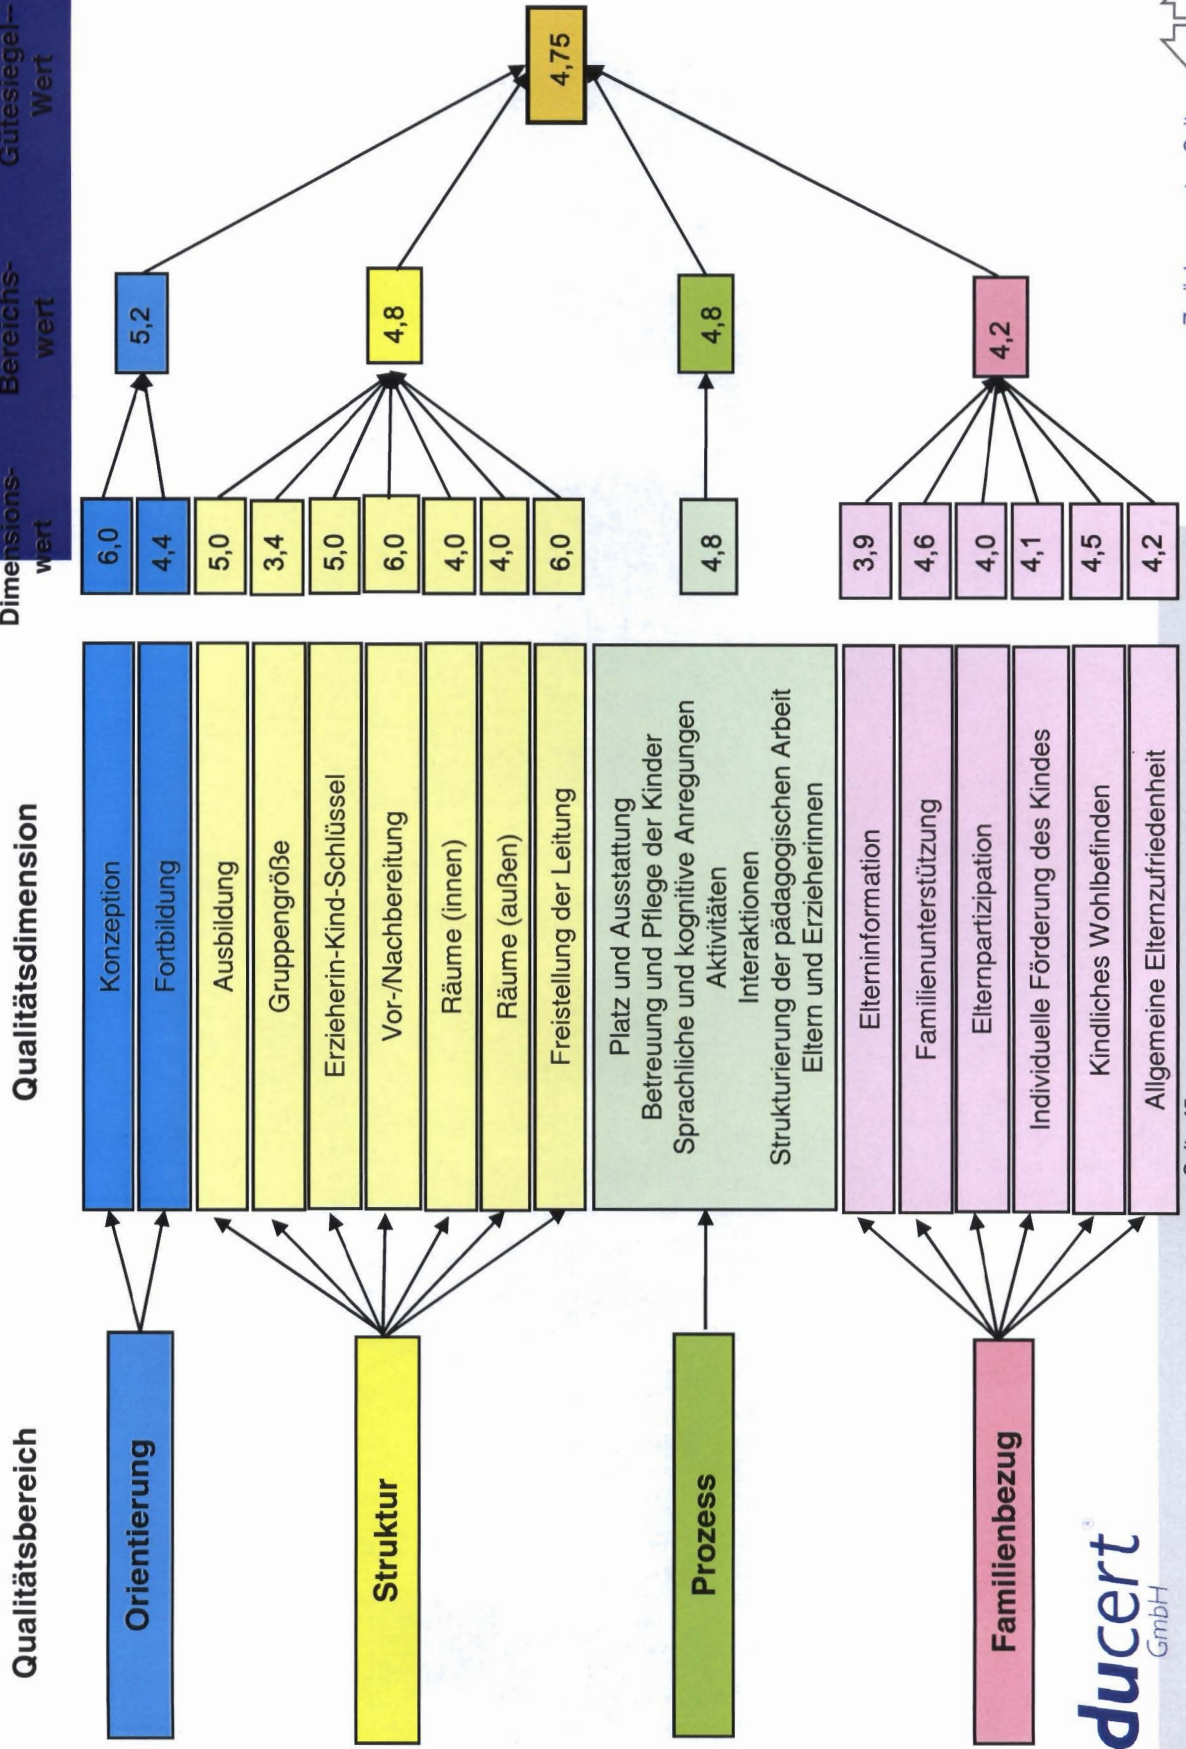 Qualitätsbereich
Qualitätsdimension
Dimensions-
wert
Bereichs-
wert
Gütesiegel--
Wert
Orientierung
Konzeption
6,0
Fortbildung
4,4
5,2
Struktur
Ausbildung
5,0
Gruppengröße
3,4
Erzieherin-Kind-Schlüssel
5,0
Vor-/Nachbereitung
6,0
Räume (innen)
4,0
Räume (außen)
4,0
Freistellung der Leitung
6,0
4,8
4,75
Prozess
Platz und Ausstattung
Betreuung und Pflege der Kinder
Sprachliche und kognitive Anregungen
Aktivitäten
Interaktionen
Strukturierung der pädagogischen Arbeit
Eltern und Erzieherinnen
4,8
4,8
Familienbezug
Elterninformation
3,9
Familienunterstützung
4,6
Elternpartizipation
4,0
Individuelle Förderung des Kindes
4,1
Kindliches Wohlbefinden
4,5
Allgemeine Elternzufriedenheit
4,2
4,2
ducert®
GmbH